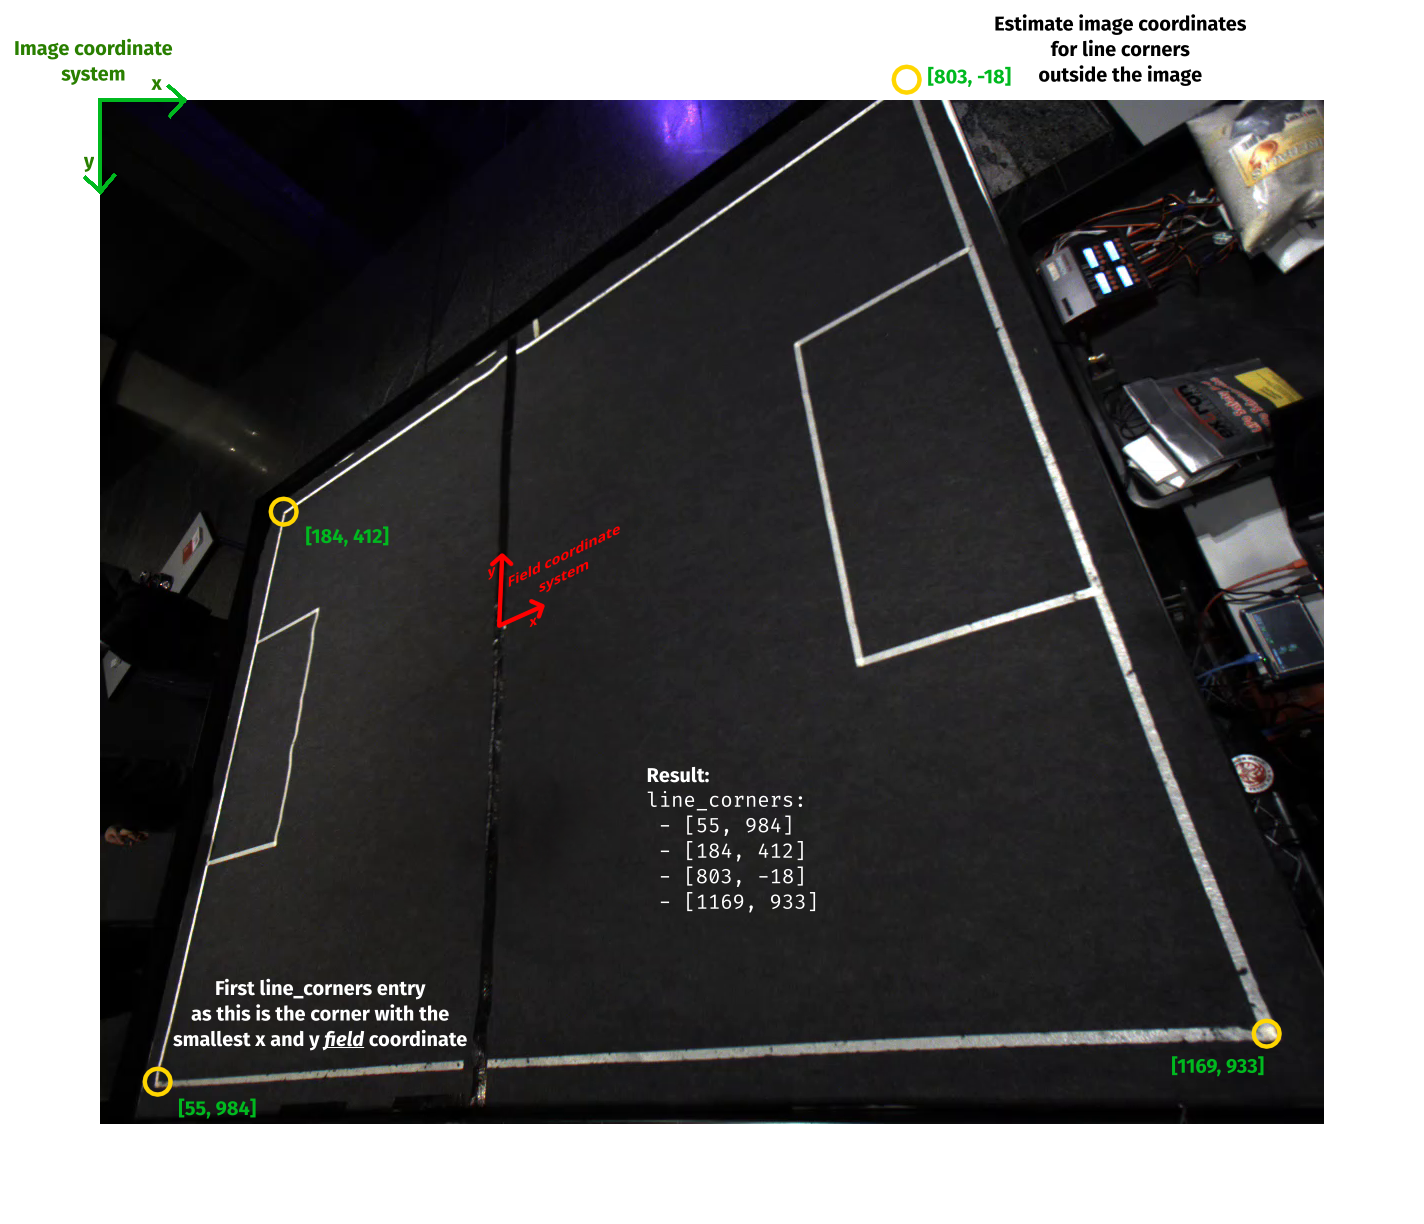 Image coordinate
system
x
y
Estimate image coordinates
for line corners
outside the image
[803, -18]
[184, 412]
y
Field coordinate
system
x
Result:
line_corners:
- [55, 984]
- [184, 412]
- [803, -18]
- [1169, 933]
First line_corners entry
as this is the corner with the
smallest x and y field coordinate
[1169, 933]
[55, 984]